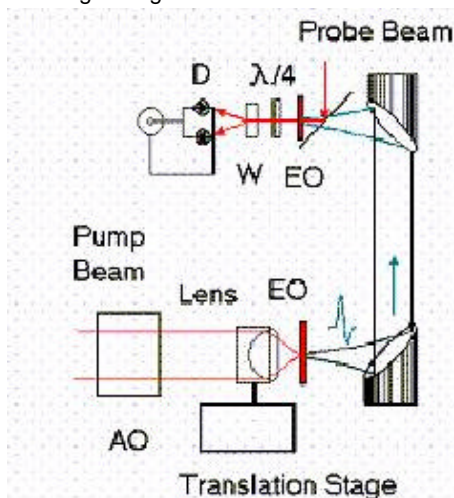 Probe Beam
D λ/4
W EO
Pump
Beam
Lens EO
AO
Translation Stage